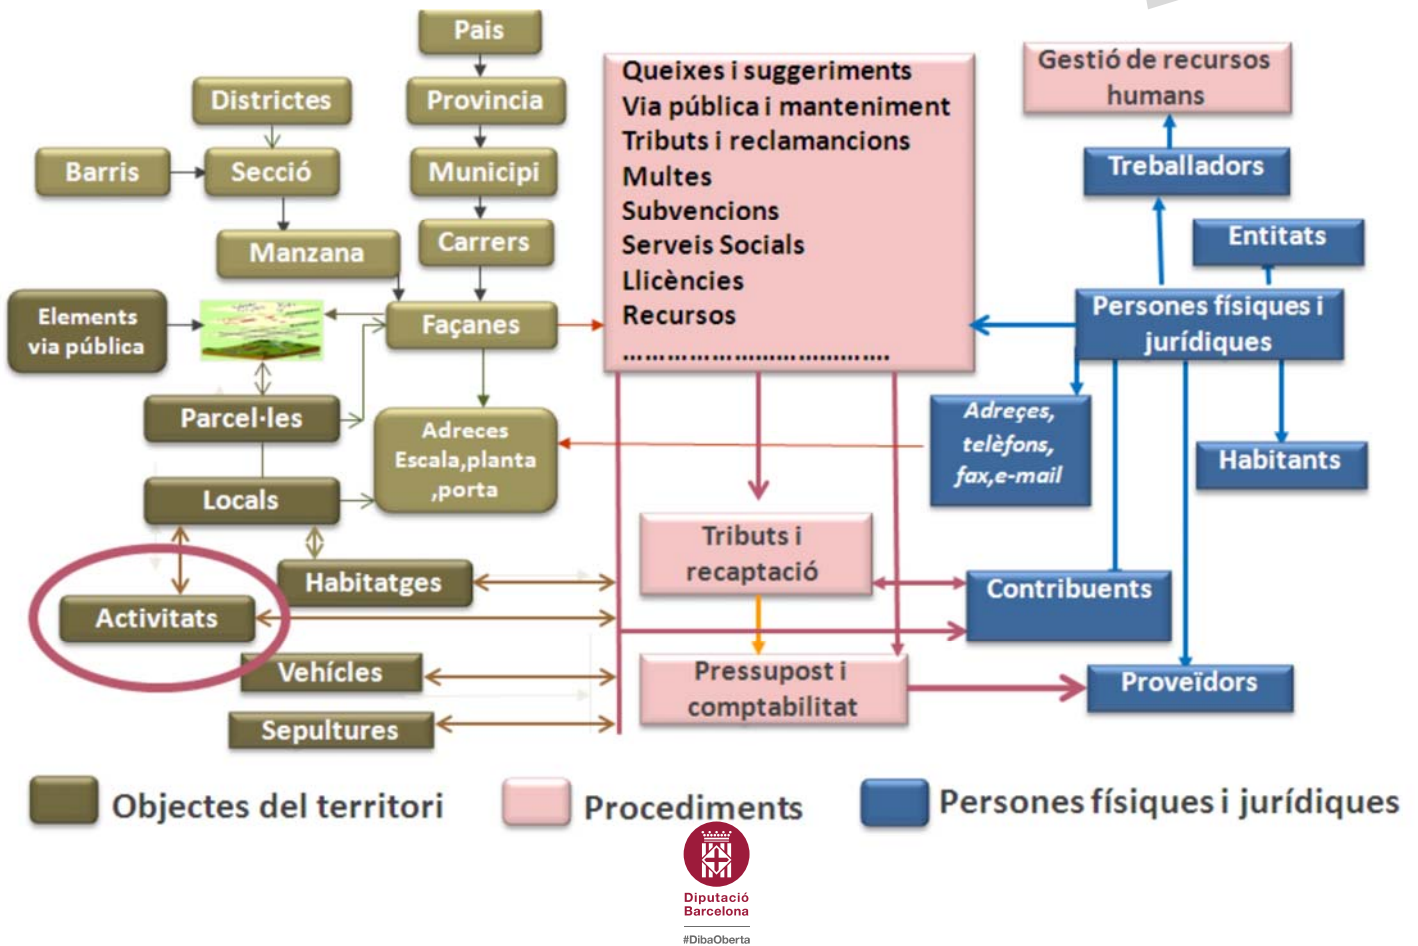 Pais
Districtes
Provincia
Barris
Secció
Municipi
Manzana
Carrers
Elements
via pública
Façanes
Parcel·les
Adreces
Escala,planta
,porta
Locals
Habitatges
Activitats
Vehícles
Sepultures
Queixes i suggeriments
Via pública i manteniment
Tributs i reclamancions
Multes
Subvencions
Serveis Socials
Llicències
Recursos
...........................................
Tributs i
recaptació
Pressupost i
comptabilitat
Gestió de recursos
humans
Treballadors
Entitats
Persones físiques i
jurídiques
Adreçes,
telèfons,
fax,e-mail
Habitants
Contribuents
Proveïdors
Objectes del territori
Procediments
Persones físiques i jurídiques
Diputació
Barcelona
#DibaOberta